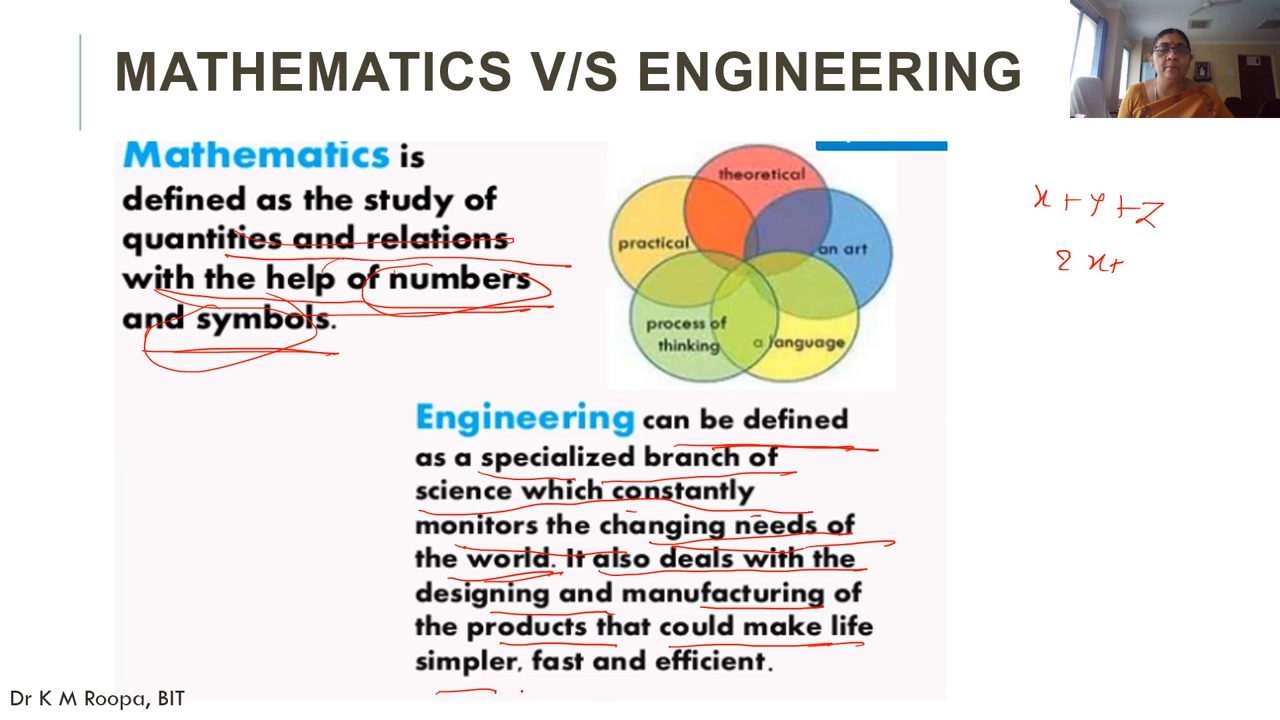 MATHEMATICS V/S ENGINEERING
Mathematics is
defined as the study of
quantities and relations
with the help of numbers
and symbols.
theoretical
practical
an art
process of
thinking
a language
x + y + z
2 x +
Engineering can be defined
as a specialized branch of
science which constantly
monitors the changing needs of
the world. It also deals with the
designing and manufacturing of
the products that could make life
simpler, fast and efficient.
Dr K M Roopa, BIT